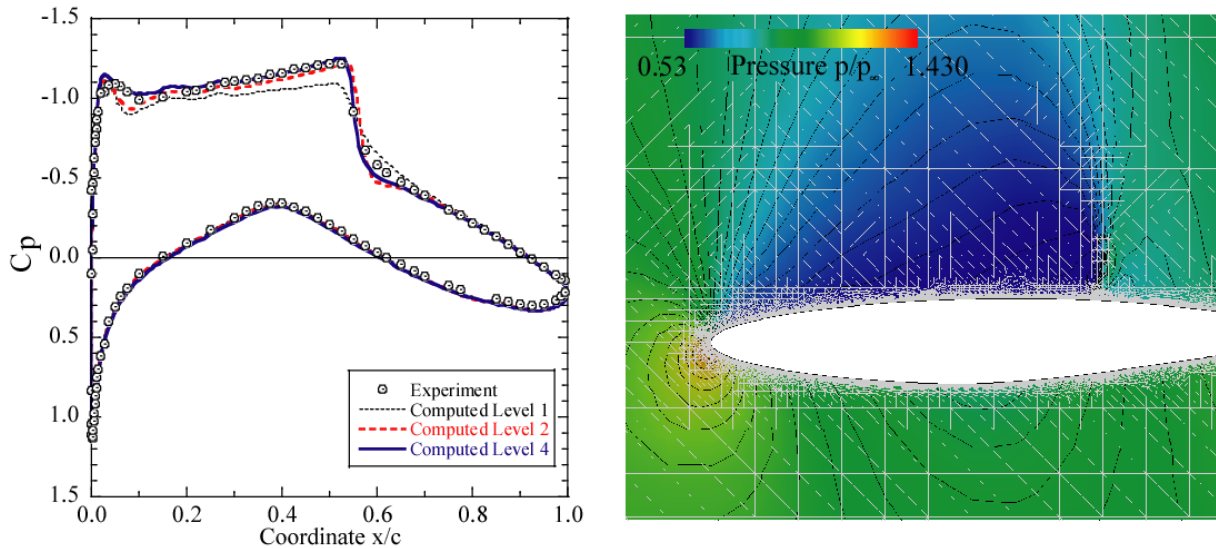 -1.5
-1.0
-0.5
0.0
0.5
1.0
1.5
Cp
0.0 0.2 0.4 0.6 0.8 1.0
Coordinate x/c
Experiment
Computed Level 1
Computed Level 2
Computed Level 4
0.53 Pressure p/p∞ 1.430